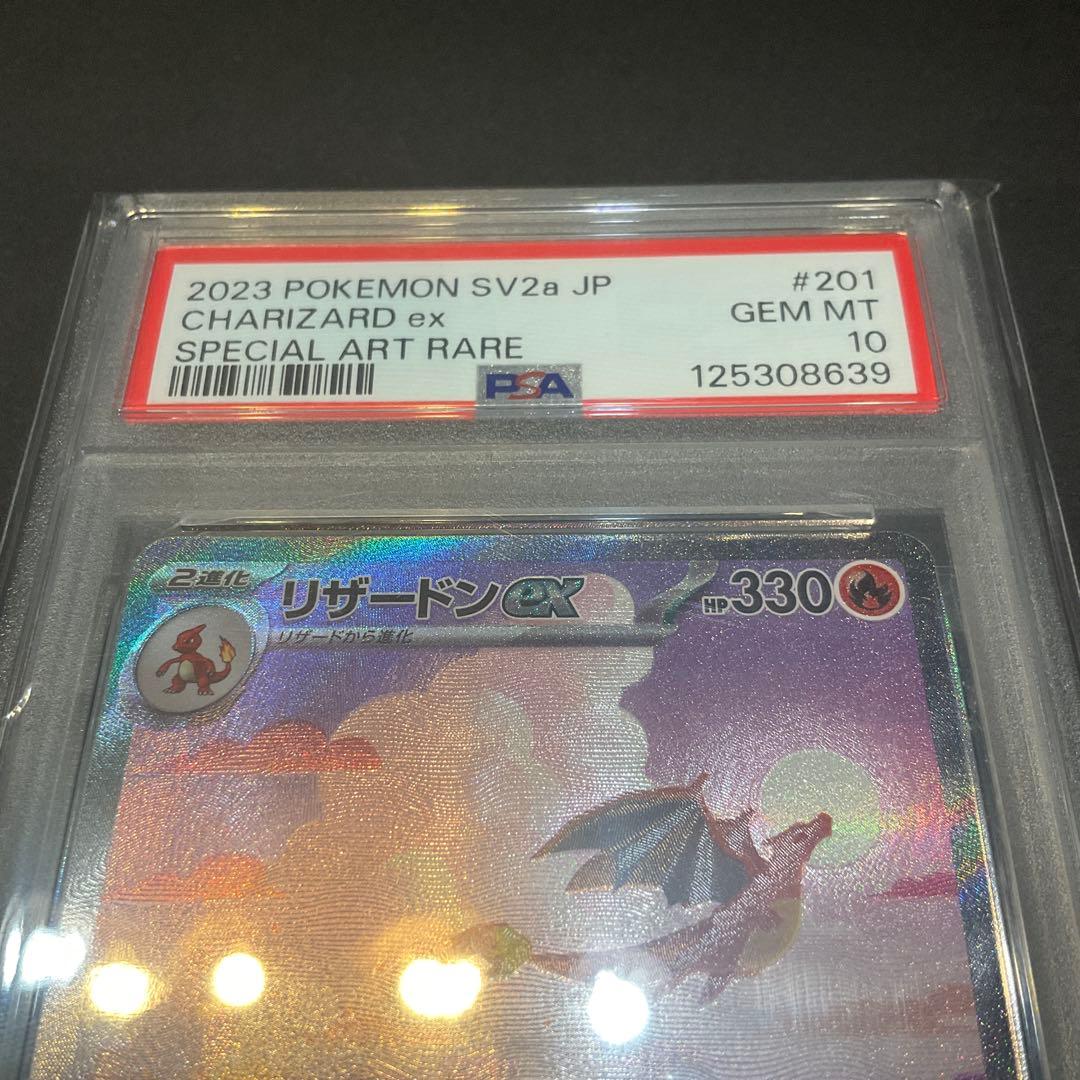 2023 POKEMON SV2a JP #201
CHARIZARD ex GEM MT
SPECIAL ART RARE 10
PSA 125308639
2進化 リザードンex HP330
リザードから進化